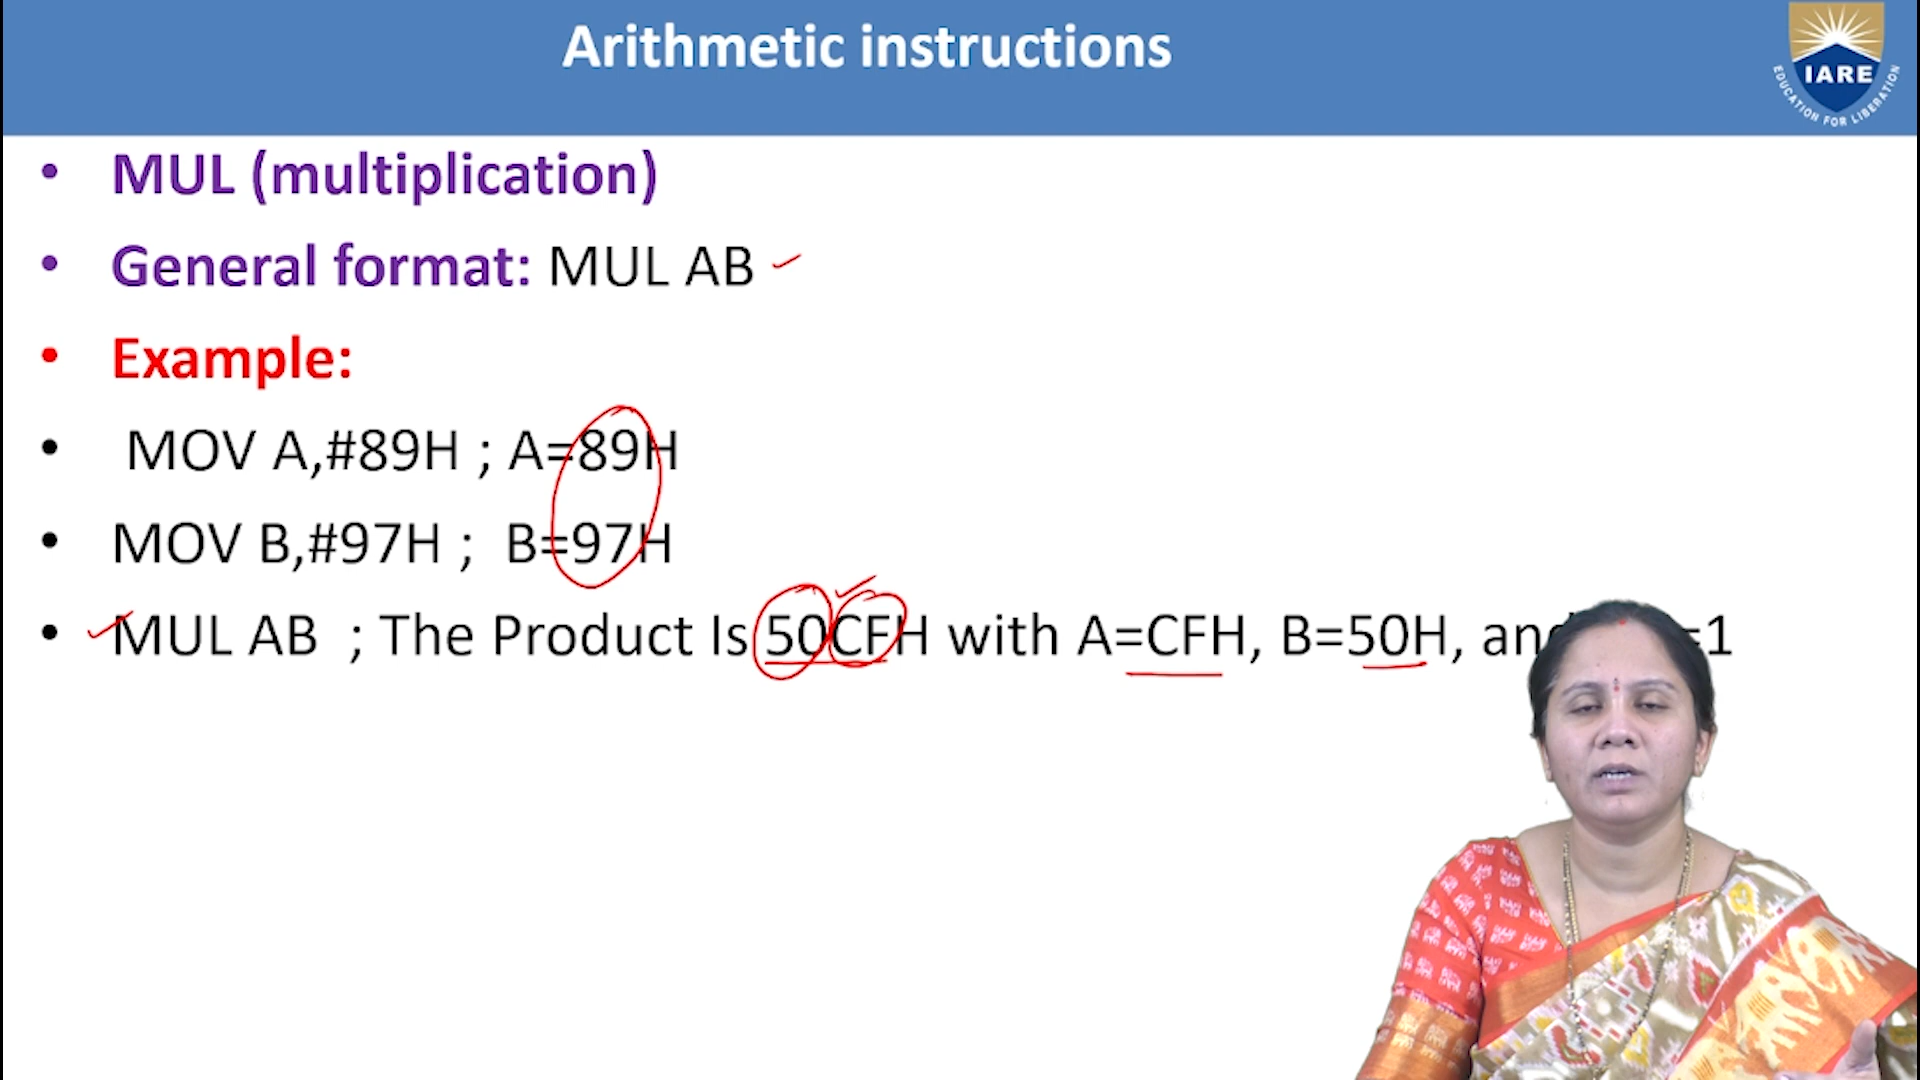 Arithmetic instructions
IARE
EDUCATION FOR LIBERATION
• MUL (multiplication)
• General format: MUL AB
• Example:
• MOV A,#89H ; A=89H
• MOV B,#97H ; B=97H
• MUL AB ; The Product Is 50CFH with A=CFH, B=50H, and =1